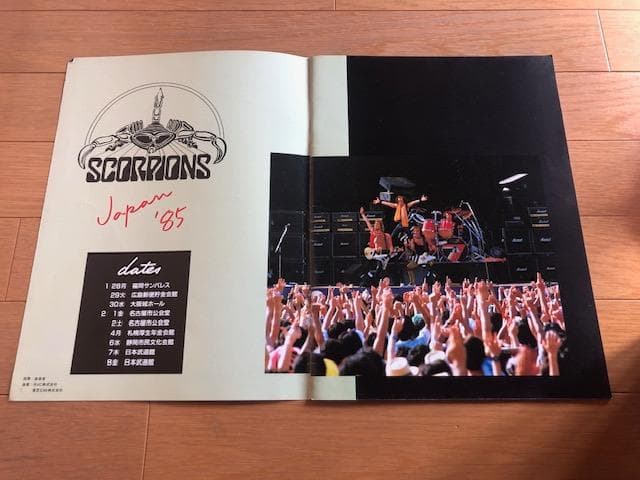 SCORPIONS
Japan '85
dates
1 28月 福岡サンパレス
29火 広島郵便貯金会館
30水 大阪城ホール
2 1金 名古屋市公会堂
2土 名古屋市公会堂
4月 札幌厚生年金会館
6水 静岡市民文化会館
7木 日本武道館
8金 日本武道館